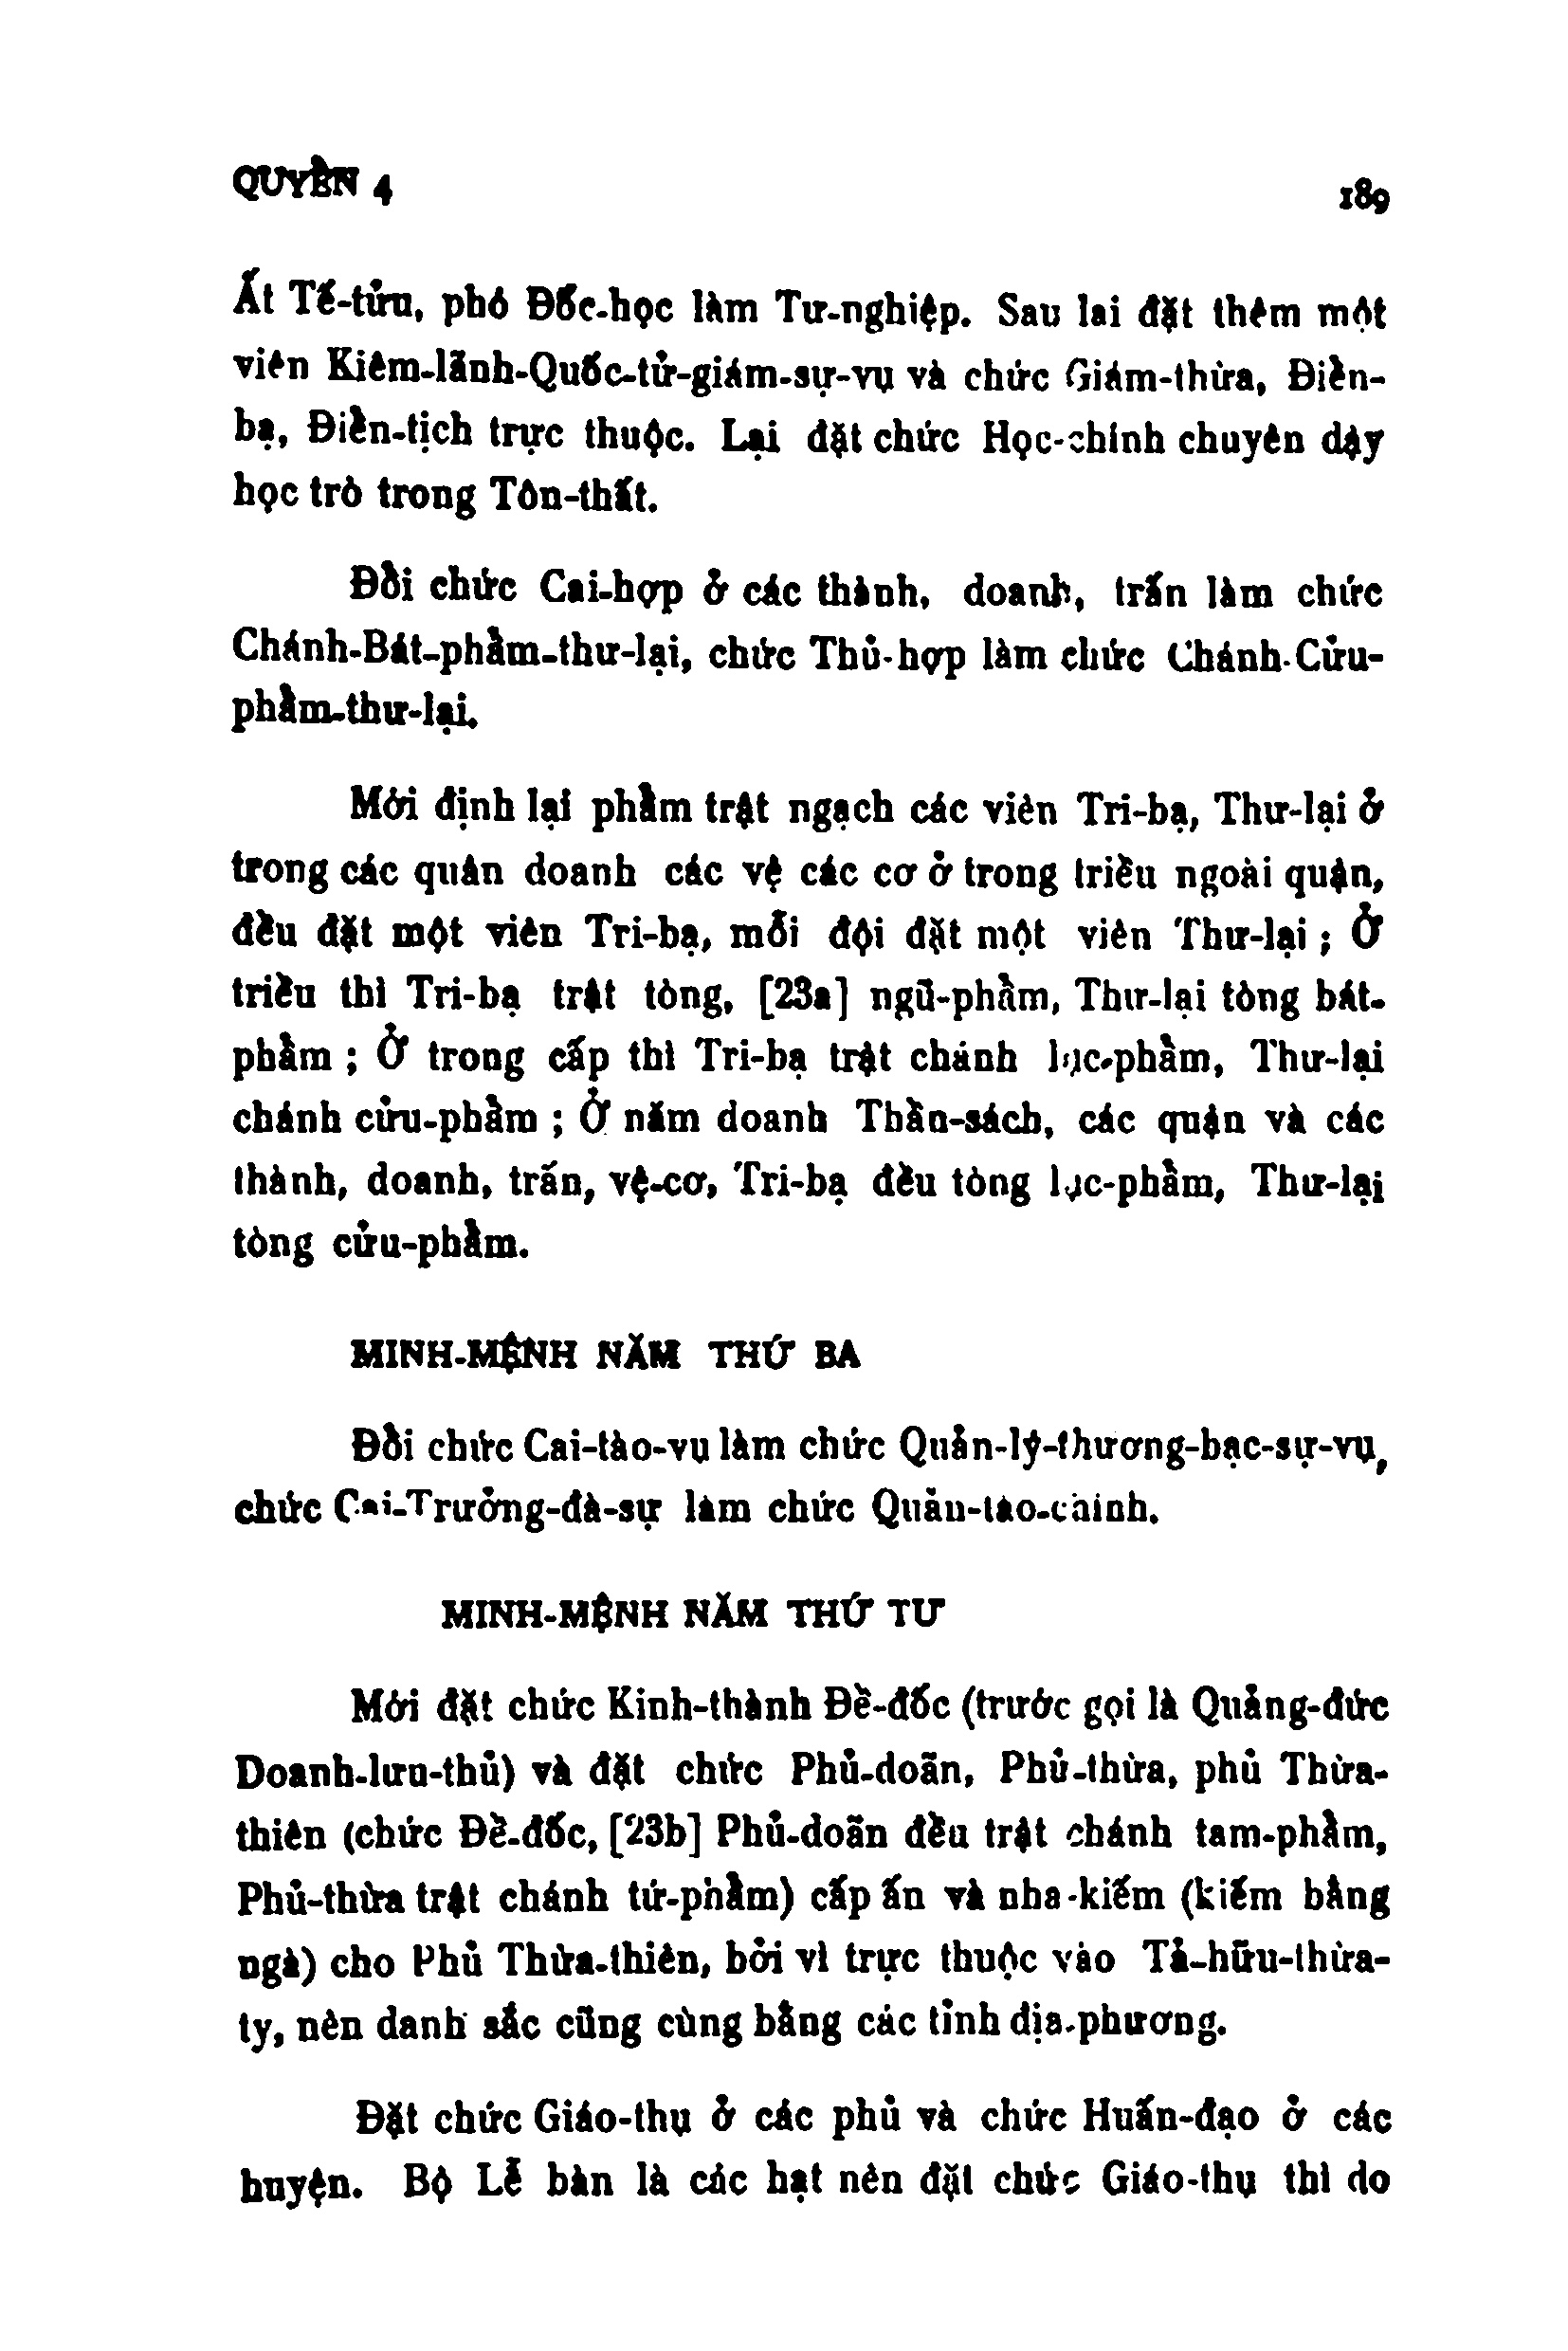 QUYỀN 4
189
Ất Tế-tửu, phó Đốc-học làm Tư-nghiệp. Sau lai đặt thêm một
viên Kiêm-lãnh-Quốc-tử-giám-sự-vụ và chức Giám-thừa, Điền-
bạ, Điền-tịch trực thuộc. Lại đặt chức Học-chính chuyên dậy
học trò trong Tôn-thất.
Đổi chức Cai-hợp ở các thành, doanh, trấn làm chức
Chánh-Bát-phẩm-thư-lại, chức Thủ-hợp làm chức Chánh-Cửu-
phẩm-thư-lại.
Mới định lại phẩm trật ngạch các viên Tri-bạ, Thư-lại ở
trong các quân doanh các vệ các cơ ở trong triều ngoài quận,
đều đặt một viên Tri-bạ, mỗi đội đặt một viên Thư-lại ; Ở
triều thì Tri-bạ trật tòng, [23a] ngũ-phẩm, Thư-lại tòng bát-
phẩm ; Ở trong cấp thì Tri-bạ trật chánh lục-phẩm, Thư-lại
chánh cửu-phẩm ; Ở năm doanh Thần-sách, các quận và các
thành, doanh, trấn, vệ-cơ, Tri-bạ đều tòng lục-phẩm, Thư-lại
tòng cửu-phẩm.
MINH-MỆNH NĂM THỨ BA
Đổi chức Cai-tào-vụ làm chức Quản-lý-thương-bạc-sự-vụ,
chức Cai-Trưởng-đà-sự làm chức Quản-tào-chính.
MINH-MỆNH NĂM THỨ TƯ
Mới đặt chức Kinh-thành Đề-đốc (trước gọi là Quảng-đức
Doanh-lưu-thủ) và đặt chức Phủ-doãn, Phủ-thừa, phủ Thừa-
thiên (chức Đề-đốc, [23b] Phủ-doãn đều trật chánh tam-phẩm,
Phủ-thừa trật chánh tứ-phẩm) cấp ấn và nha-kiếm (kiếm bằng
ngà) cho Phủ Thừa-thiên, bởi vì trực thuộc vào Tả-hữu-thừa-
ty, nên danh sắc cũng cùng bằng các tỉnh địa-phương.
Đặt chức Giáo-thụ ở các phủ và chức Huấn-đạo ở các
huyện. Bộ Lễ bàn là các hạt nên đặt chức Giáo-thụ thì do